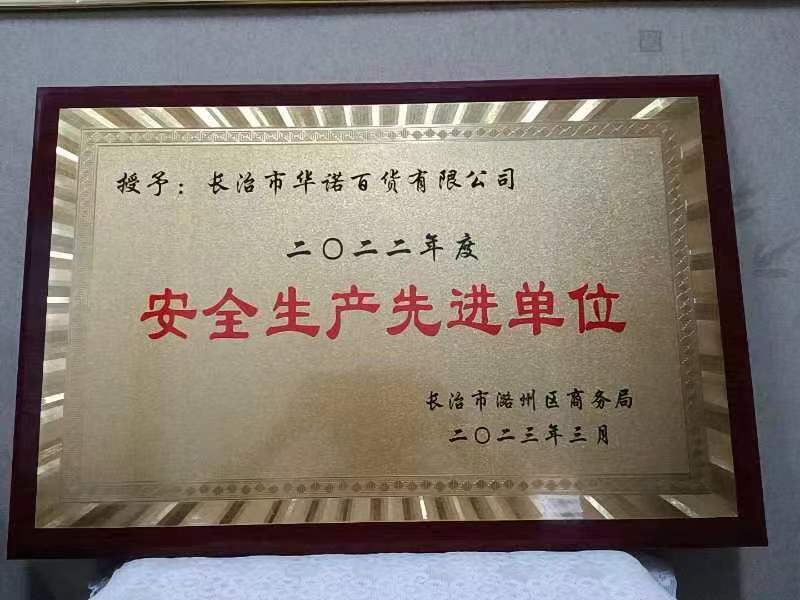 授予：长治市华诺百货有限公司
二〇二二年度
安全生产先进单位
长治市潞州区商务局
二〇二三年三月